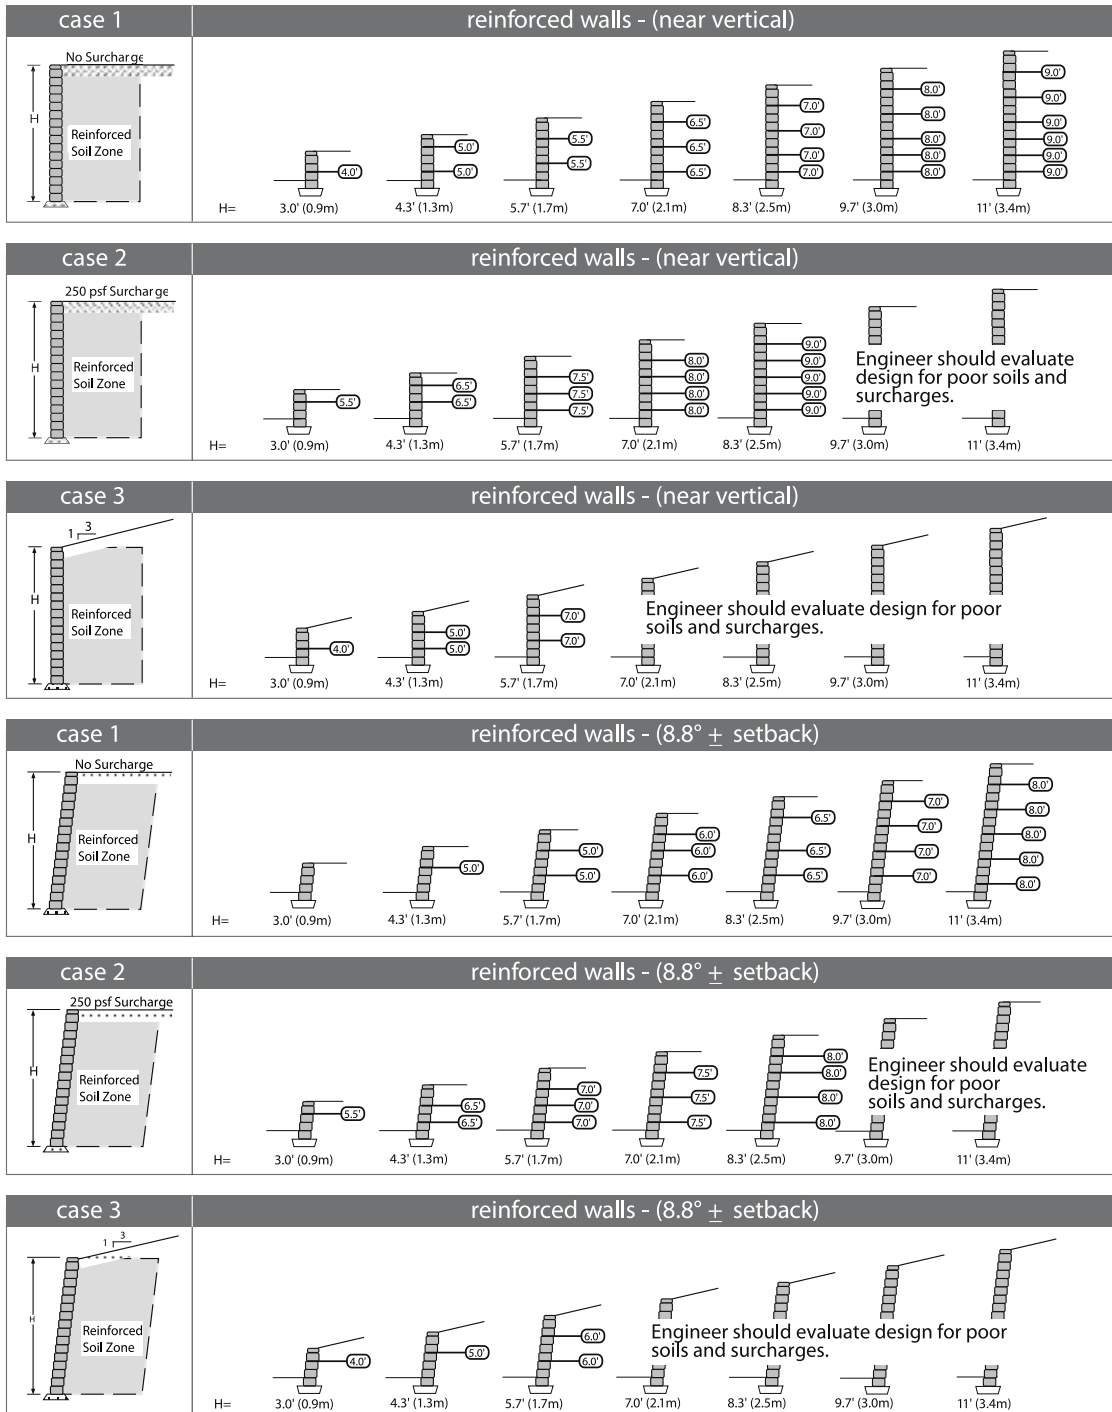 case 1
reinforced walls - (near vertical)
No Surcharge
H
Reinforced
Soil Zone
4.0'
5.0'
5.0'
5.5'
5.5'
6.5'
6.5'
6.5'
7.0'
7.0'
7.0'
7.0'
8.0'
8.0'
8.0'
8.0'
8.0'
9.0'
9.0'
9.0'
9.0'
9.0'
9.0'
H= 3.0' (0.9m) 4.3' (1.3m) 5.7' (1.7m) 7.0' (2.1m) 8.3' (2.5m) 9.7' (3.0m) 11' (3.4m)
case 2
reinforced walls - (near vertical)
250 psf Surcharge
H
Reinforced
Soil Zone
5.5'
6.5'
6.5'
7.5'
7.5'
7.5'
8.0'
8.0'
8.0'
8.0'
9.0'
9.0'
9.0'
9.0'
9.0'
Engineer should evaluate
design for poor soils and
surcharges.
H= 3.0' (0.9m) 4.3' (1.3m) 5.7' (1.7m) 7.0' (2.1m) 8.3' (2.5m) 9.7' (3.0m) 11' (3.4m)
case 3
reinforced walls - (near vertical)
1 3
H
Reinforced
Soil Zone
4.0'
5.0'
5.0'
7.0'
7.0'
Engineer should evaluate design for poor
soils and surcharges.
H= 3.0' (0.9m) 4.3' (1.3m) 5.7' (1.7m) 7.0' (2.1m) 8.3' (2.5m) 9.7' (3.0m) 11' (3.4m)
case 1
reinforced walls - (8.8° ± setback)
No Surcharge
H
Reinforced
Soil Zone
5.0'
5.0'
5.0'
6.0'
6.0'
6.0'
6.5'
6.5'
6.5'
7.0'
7.0'
7.0'
7.0'
8.0'
8.0'
8.0'
8.0'
8.0'
H= 3.0' (0.9m) 4.3' (1.3m) 5.7' (1.7m) 7.0' (2.1m) 8.3' (2.5m) 9.7' (3.0m) 11' (3.4m)
case 2
reinforced walls - (8.8° ± setback)
250 psf Surcharge
H
Reinforced
Soil Zone
5.5'
6.5'
6.5'
7.0'
7.0'
7.0'
7.5'
7.5'
7.5'
8.0'
8.0'
8.0'
8.0'
Engineer should evaluate
design for poor
soils and surcharges.
H= 3.0' (0.9m) 4.3' (1.3m) 5.7' (1.7m) 7.0' (2.1m) 8.3' (2.5m) 9.7' (3.0m) 11' (3.4m)
case 3
reinforced walls - (8.8° ± setback)
1 3
H
Reinforced
Soil Zone
4.0'
5.0'
6.0'
6.0'
Engineer should evaluate design for poor
soils and surcharges.
H= 3.0' (0.9m) 4.3' (1.3m) 5.7' (1.7m) 7.0' (2.1m) 8.3' (2.5m) 9.7' (3.0m) 11' (3.4m)